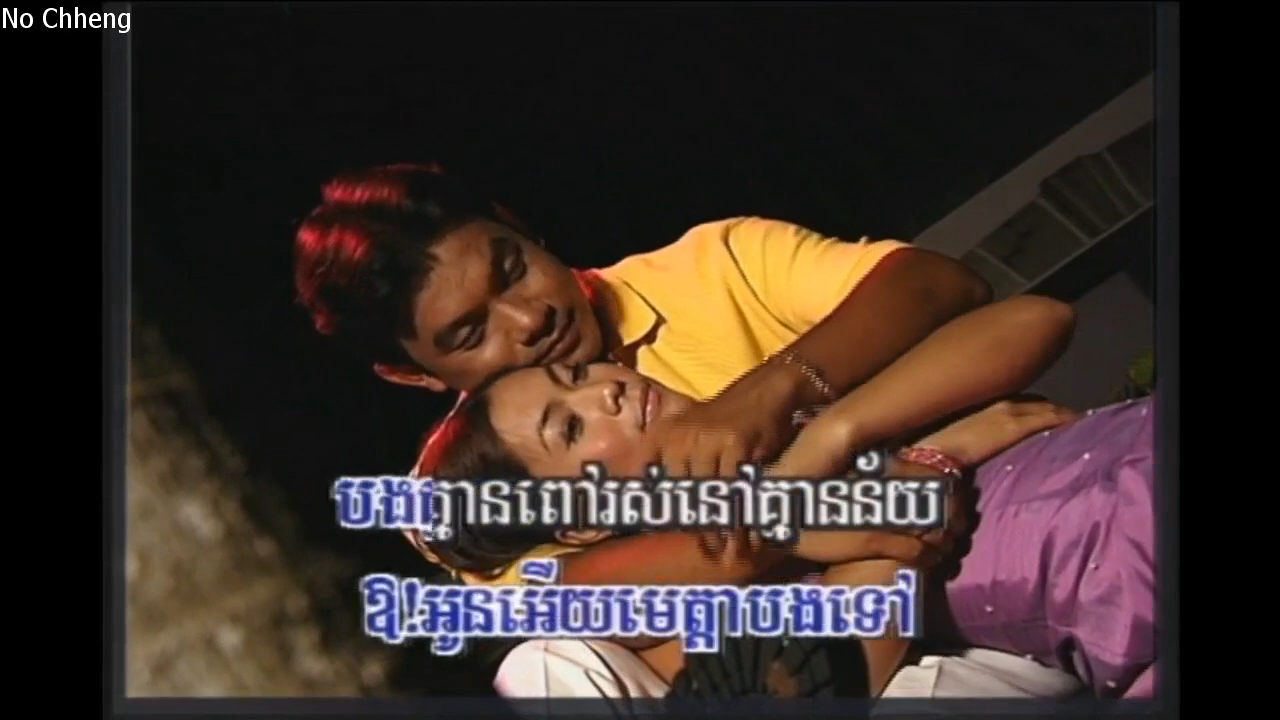 No Chheng
បងគ្មានពៅរស់នៅគ្មានន័យ
ឱ!អូនអើយមេត្តាបងទៅ